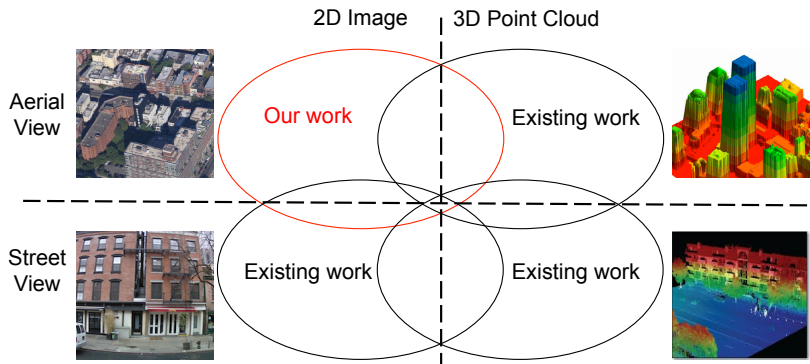 2D Image
3D Point Cloud
Aerial
View
Our work
Existing work
Street
View
Existing work
Existing work